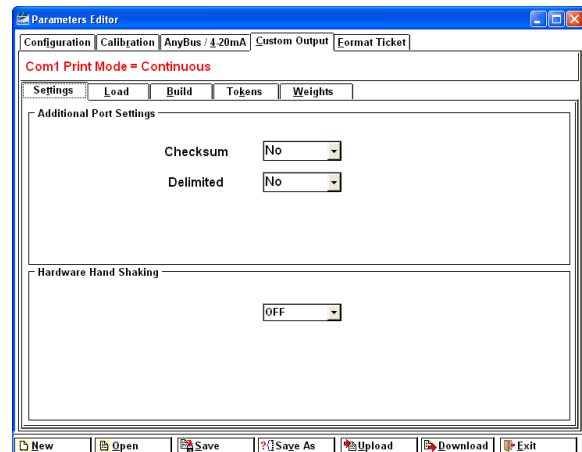 Parameters Editor
Configuration Calibration AnyBus / 4-20mA Custom Output Format Ticket
Com1 Print Mode = Continuous
Settings Load Build Tokens Weights
Additional Port Settings
Checksum No
Delimited No
Hardware Hand Shaking
OFF
New Open Save Save As Upload Download Exit